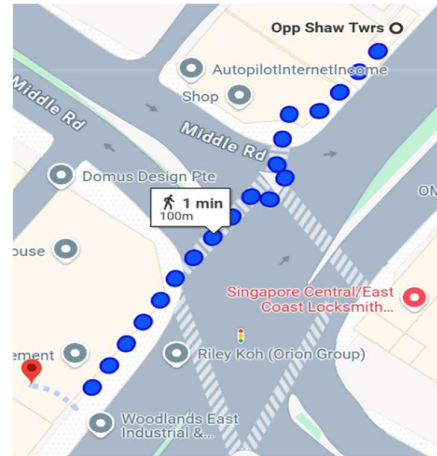 Opp Shaw Twrs
AutopilotInternetIncome
Shop
Middle Rd
Middle Rd
Domus Design Pte
1 min
100m
ON
ouse
Singapore Central/East
Coast Locksmith...
ement
Riley Koh (Orion Group)
Woodlands East
Industrial &...